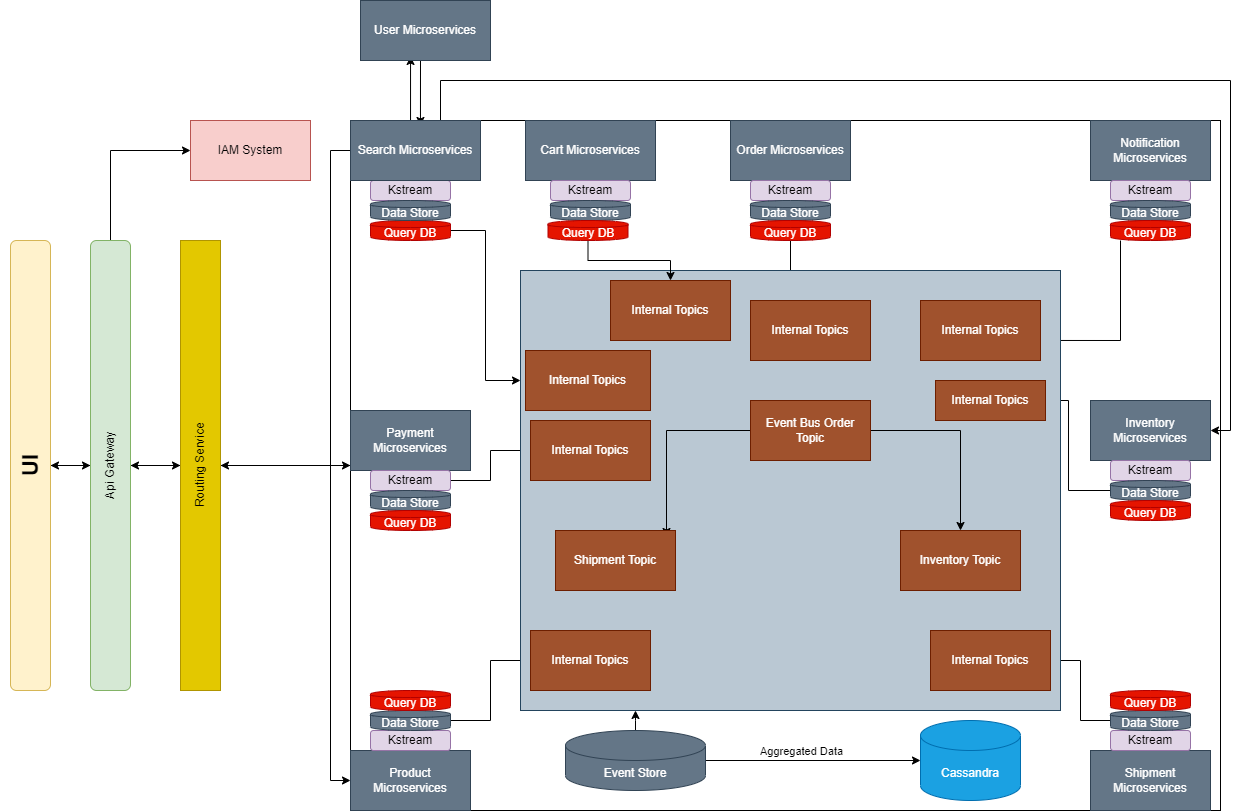 User Microservices
IAM System
Search Microservices
Cart Microservices
Order Microservices
Notification
Microservices
Kstream
Kstream
Kstream
Kstream
Data Store
Data Store
Data Store
Data Store
Query DB
Query DB
Query DB
Query DB
Internal Topics
Internal Topics
Internal Topics
Internal Topics
Internal Topics
UI
Api Gateway
Routing Service
Payment
Microservices
Kstream
Data Store
Query DB
Internal Topics
Event Bus Order
Topic
Inventory
Microservices
Kstream
Data Store
Query DB
Shipment Topic
Inventory Topic
Internal Topics
Internal Topics
Query DB
Data Store
Kstream
Product
Microservices
Event Store
Aggregated Data
Cassandra
Query DB
Data Store
Kstream
Shipment
Microservices